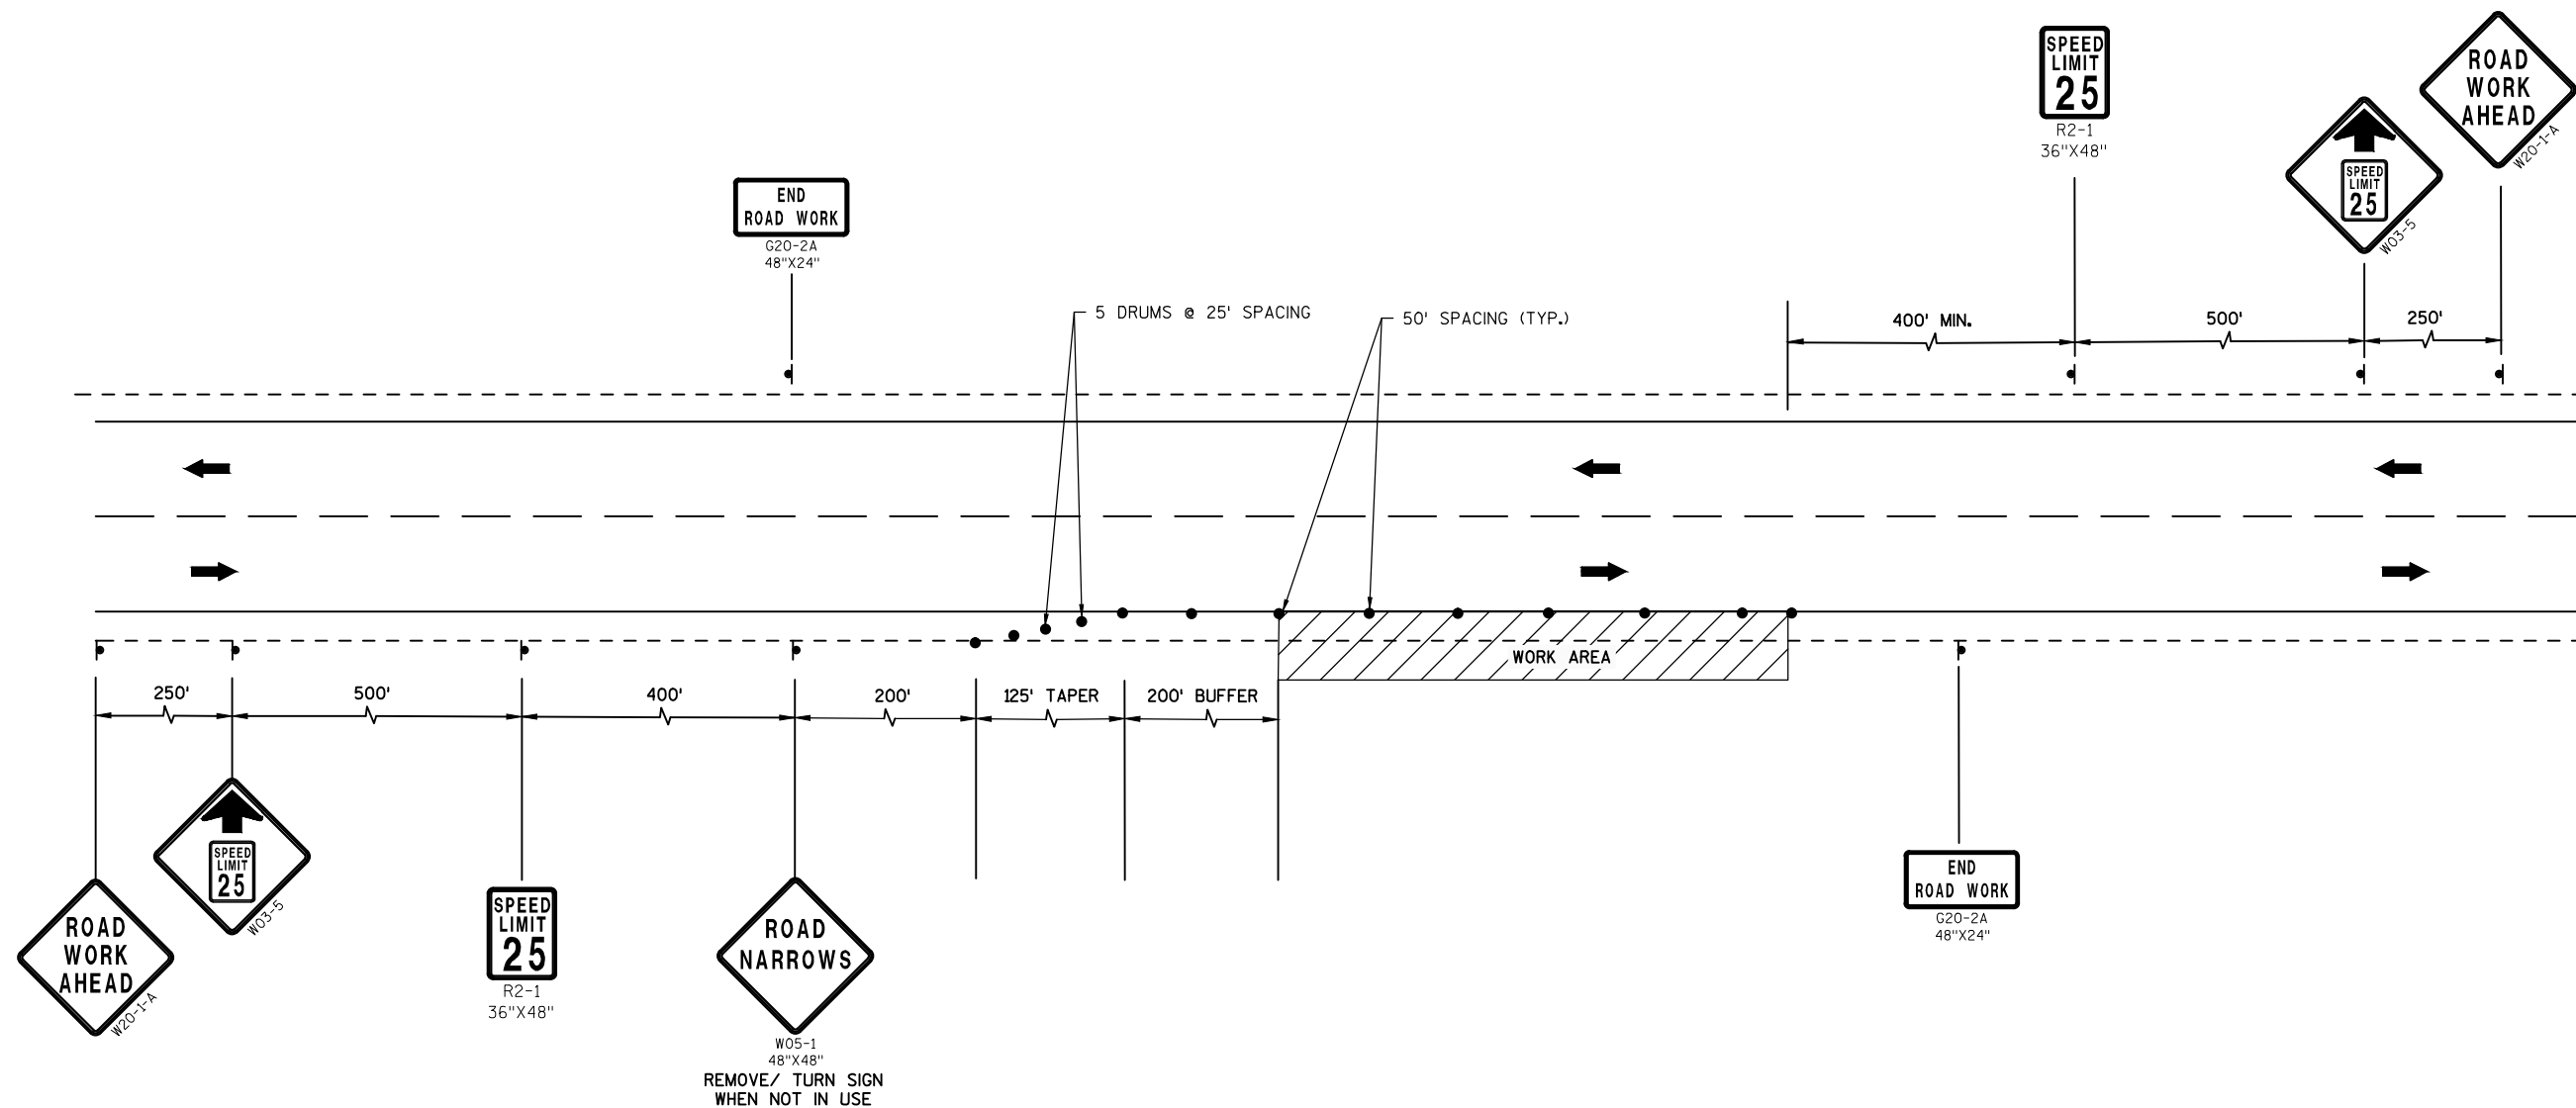 SPEED
LIMIT
25
R2-1
36"X48"
ROAD
WORK
AHEAD
W20-1-A
SPEED
LIMIT
25
W03-5
END
ROAD WORK
G20-2A
48"X24"
5 DRUMS @ 25' SPACING
50' SPACING (TYP.)
400' MIN.
500'
250'
WORK AREA
250'
500'
400'
200'
125' TAPER
200' BUFFER
SPEED
LIMIT
25
W03-5
ROAD
WORK
AHEAD
W20-1-A
SPEED
LIMIT
25
R2-1
36"X48"
ROAD
NARROWS
W05-1
48"X48"
REMOVE/ TURN SIGN
WHEN NOT IN USE
END
ROAD WORK
G20-2A
48"X24"